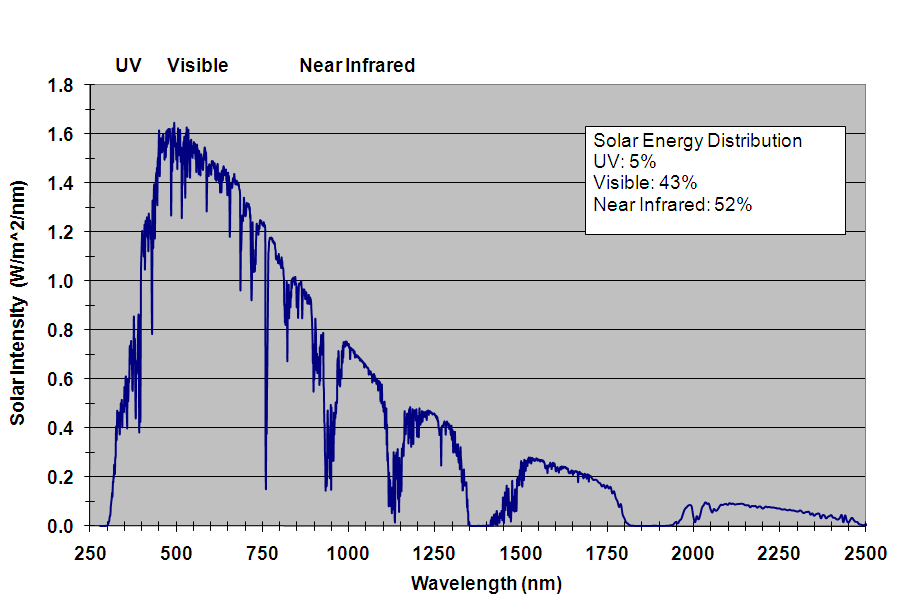 UV Visible Near Infrared
1.8
1.6
1.4
1.2
1.0
0.8
0.6
0.4
0.2
0.0
Solar Intensity (W/m^2/nm)
Solar Energy Distribution
UV: 5%
Visible: 43%
Near Infrared: 52%
250 500 750 1000 1250 1500 1750 2000 2250 2500
Wavelength (nm)